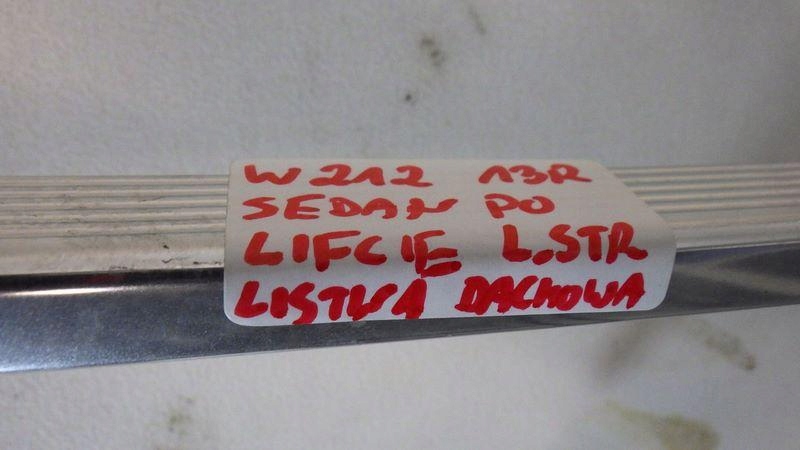 W212 13R
SEDAN PO
LIFCIE L.STR
LISTWA DACHOWA